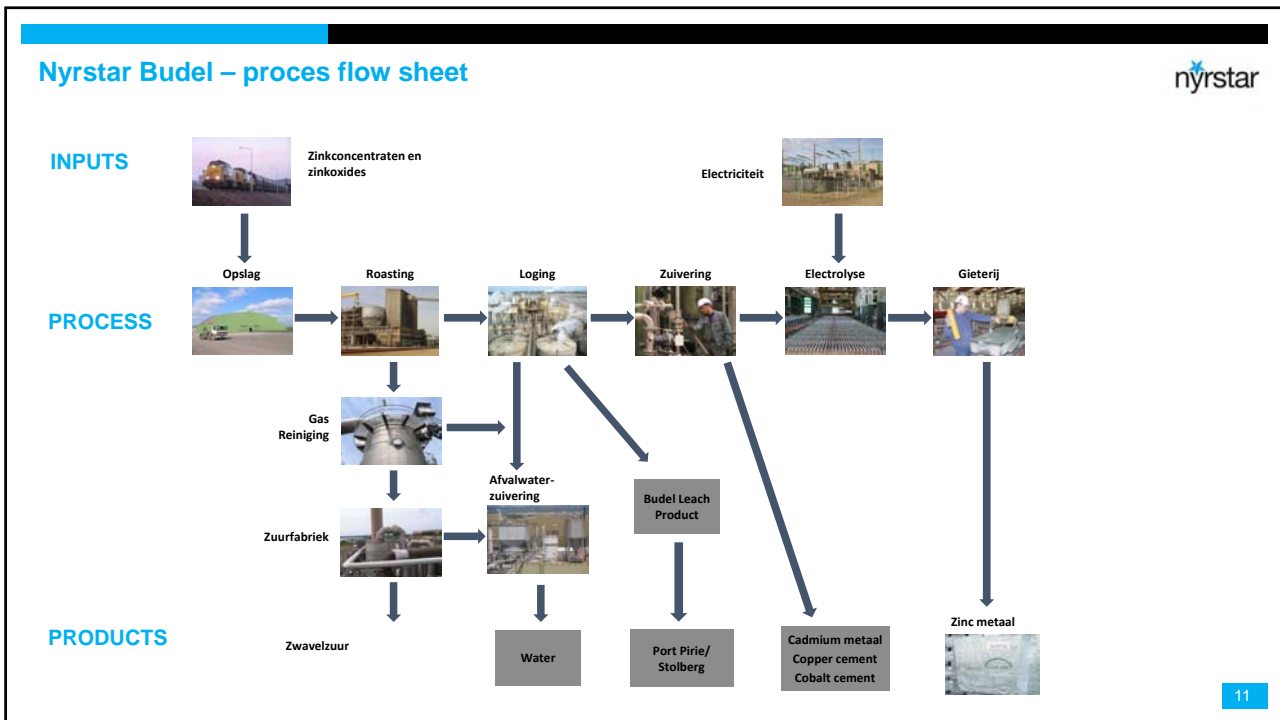 Nyrstar Budel – proces flow sheet
nyrstar
INPUTS
Zinkconcentraten en
zinkoxides
Electriciteit
Opslag
Roasting
Loging
Zuivering
Electrolyse
Gieterij
PROCESS
Gas
Reiniging
Afvalwater-
zuivering
Budel Leach
Product
Zuurfabriek
PRODUCTS
Zwavelzuur
Water
Port Pirie/
Stolberg
Cadmium metaal
Copper cement
Cobalt cement
Zinc metaal
11